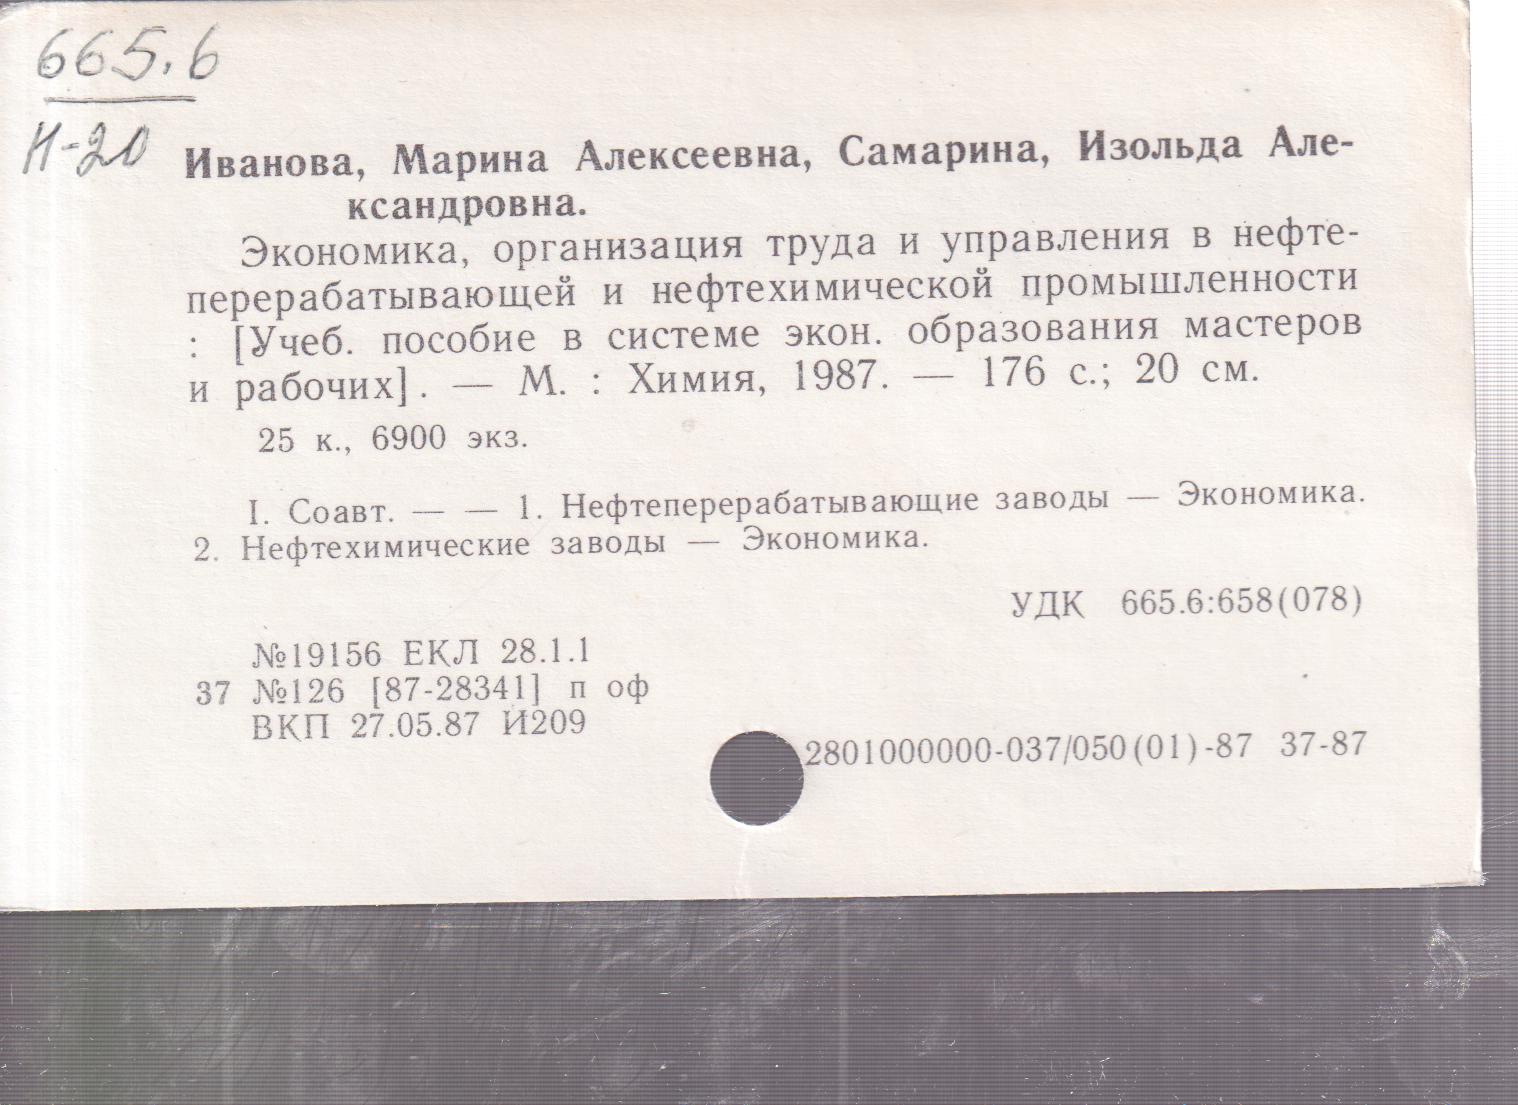 665.6
И-20
Иванова, Марина Алексеевна, Самарина, Изольда Але-
ксандровна.
Экономика, организация труда и управления в нефте-
перерабатывающей и нефтехимической промышленности
: [Учеб. пособие в системе экон. образования мастеров
и рабочих]. — М. : Химия, 1987. — 176 с.; 20 см.
25 к., 6900 экз.
I. Соавт. — — 1. Нефтеперерабатывающие заводы — Экономика.
2. Нефтехимические заводы — Экономика.
УДК 665.6:658(078)
№19156 ЕКЛ 28.1.1
37 №126 [87-28341] п оф
ВКП 27.05.87 И209
2801000000-037/050(01)-87 37-87